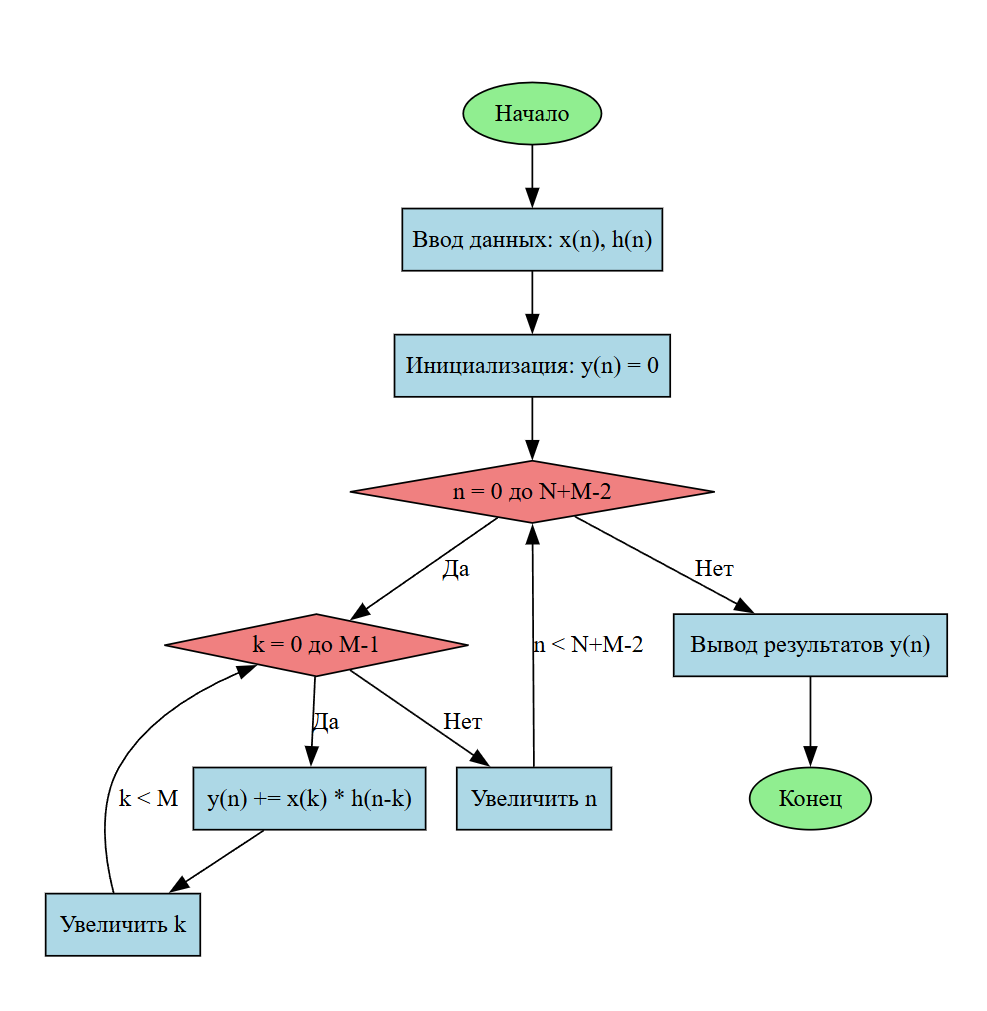 Начало
Ввод данных: x(n), h(n)
Инициализация: y(n) = 0
n = 0 до N+M-2
Да
Нет
k = 0 до M-1
n < N+M-2
Вывод результатов y(n)
Да
Нет
k < M
y(n) += x(k) * h(n-k)
Увеличить n
Конец
Увеличить k